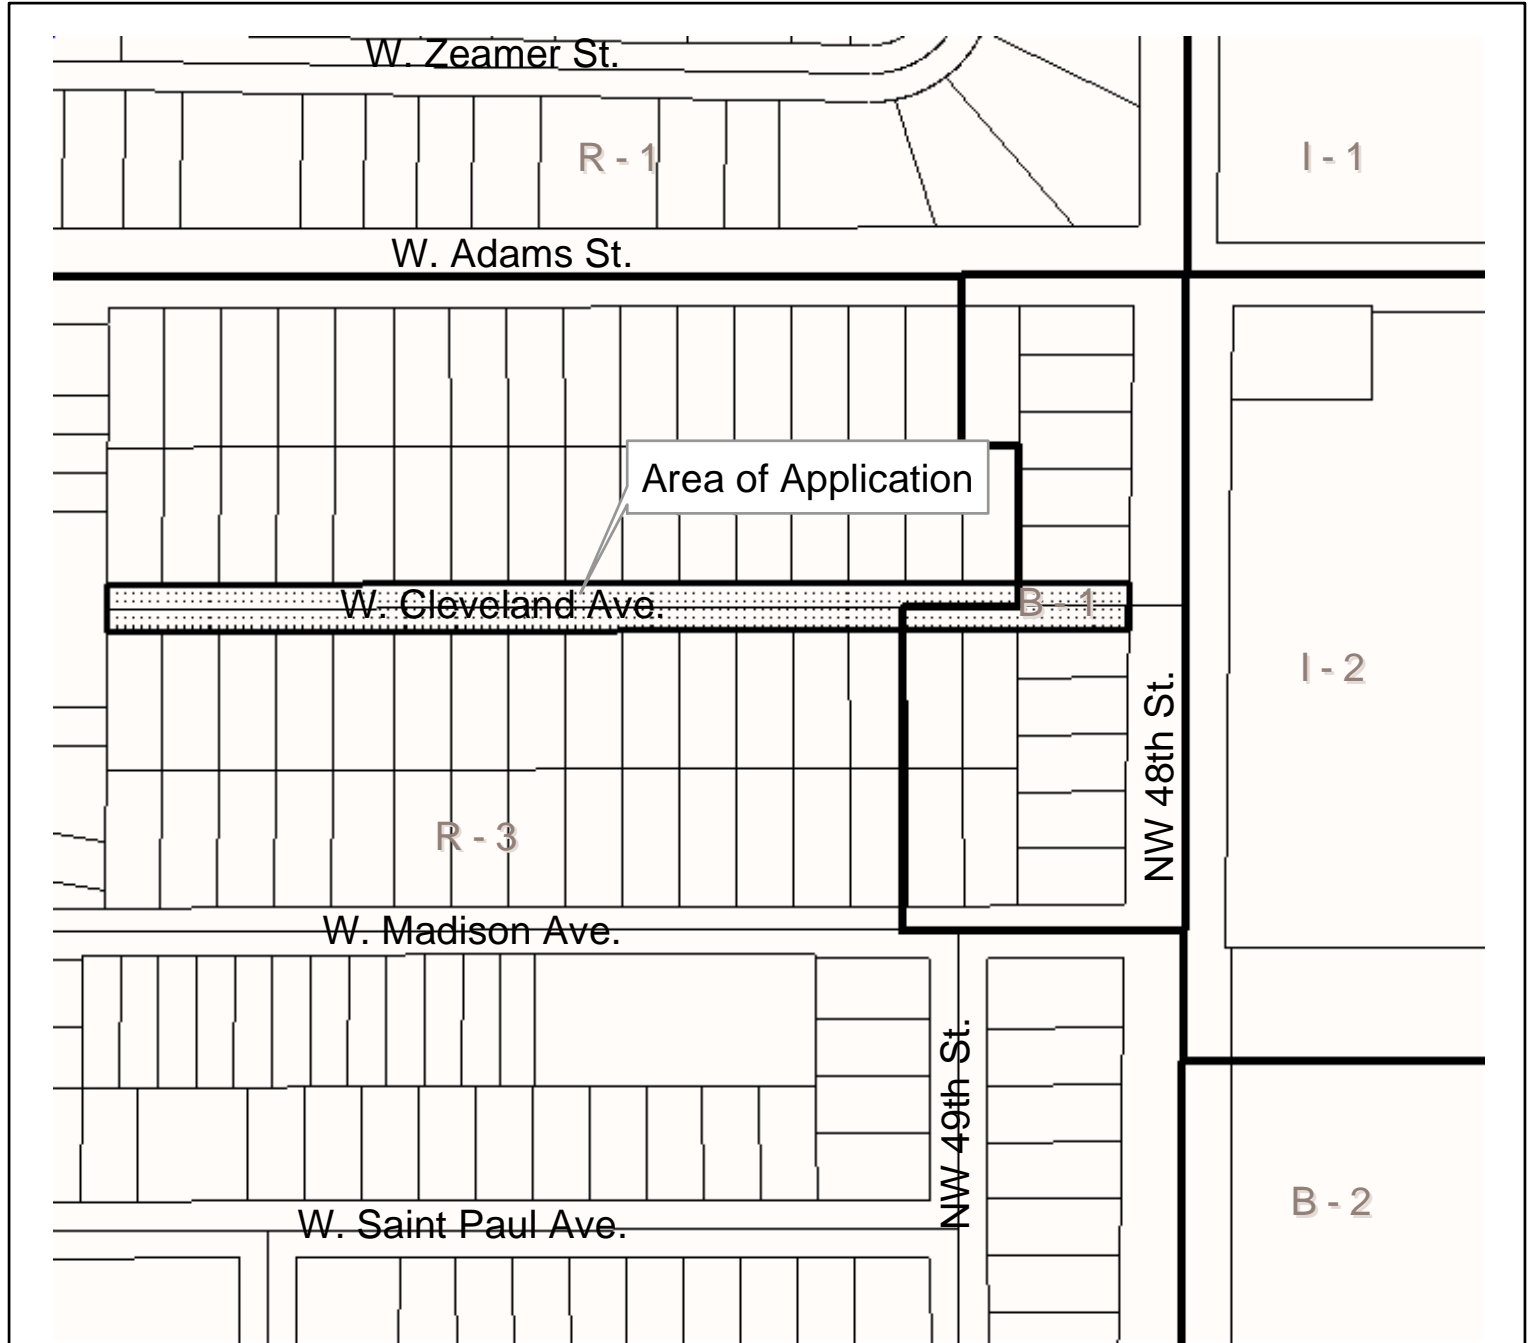 W. Zeamer St.
R - 1
I - 1
W. Adams St.
Area of Application
W. Cleveland Ave.
B - 1
I - 2
NW 48th St.
R - 3
W. Madison Ave.
NW 49th St.
B - 2
W. Saint Paul Ave.